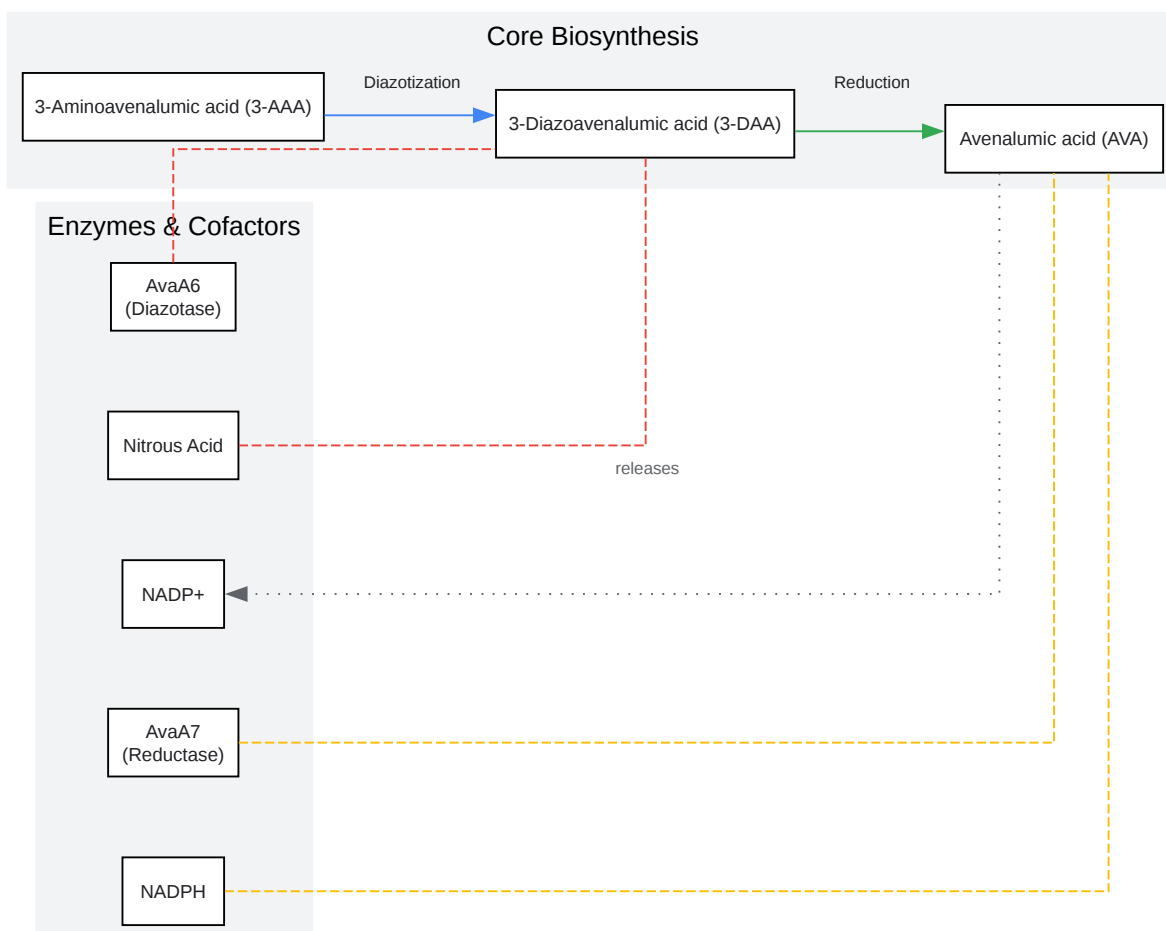 Core Biosynthesis
Diazotization
Reduction
3-Aminoavenalumic acid (3-AAA)
3-Diazoavenalumic acid (3-DAA)
Avenalumic acid (AVA)
Enzymes & Cofactors
AvaA6
(Diazotase)
Nitrous Acid
releases
NADP+
AvaA7
(Reductase)
NADPH